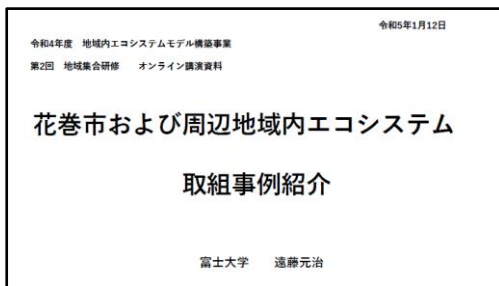 令和5年1月12日
令和4年度 地域内エコシステムモデル構築事業
第2回 地域集合研修 オンライン講演資料
花巻市および周辺地域内エコシステム
取組事例紹介
富士大学 遠藤元治